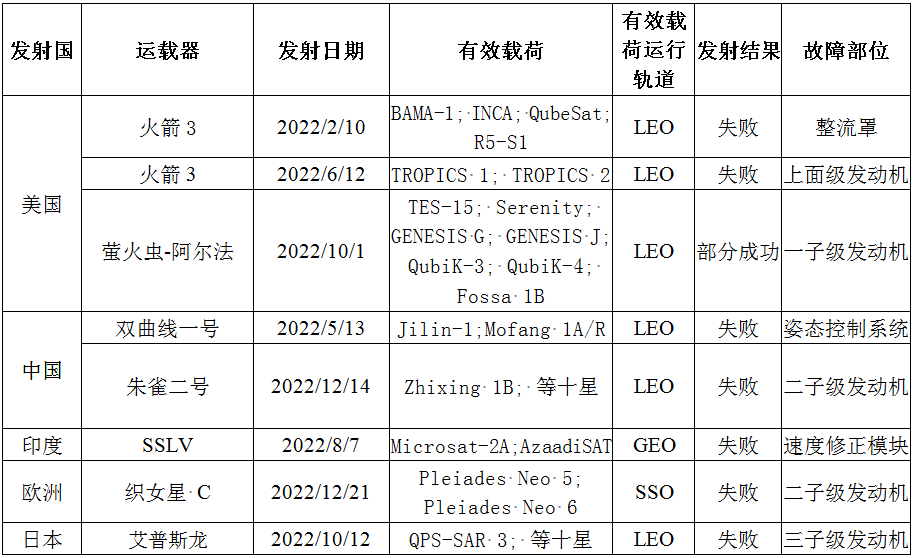 发射国 运载器 发射日期 有效载荷 有效载荷运行轨道 发射结果 故障部位
美国 火箭 3 2022/2/10 BAMA-1; INCA; QubeSat; R5-S1 LEO 失败 整流罩
火箭 3 2022/6/12 TROPICS 1; TROPICS 2 LEO 失败 上面级发动机
萤火虫-阿尔法 2022/10/1 TES-15; Serenity; GENESIS G; GENESIS J; QubiK-3; QubiK-4; Fossa 1B LEO 部分成功 一子级发动机
中国 双曲线一号 2022/5/13 Jilin-1;Mofang 1A/R LEO 失败 姿态控制系统
朱雀二号 2022/12/14 Zhixing 1B; 等十星 LEO 失败 二子级发动机
印度 SSLV 2022/8/7 Microsat-2A;AzaadiSAT GEO 失败 速度修正模块
欧洲 织女星 C 2022/12/21 Pleiades Neo 5; Pleiades Neo 6 SSO 失败 二子级发动机
日本 艾普斯龙 2022/10/12 QPS-SAR 3; 等十星 LEO 失败 三子级发动机